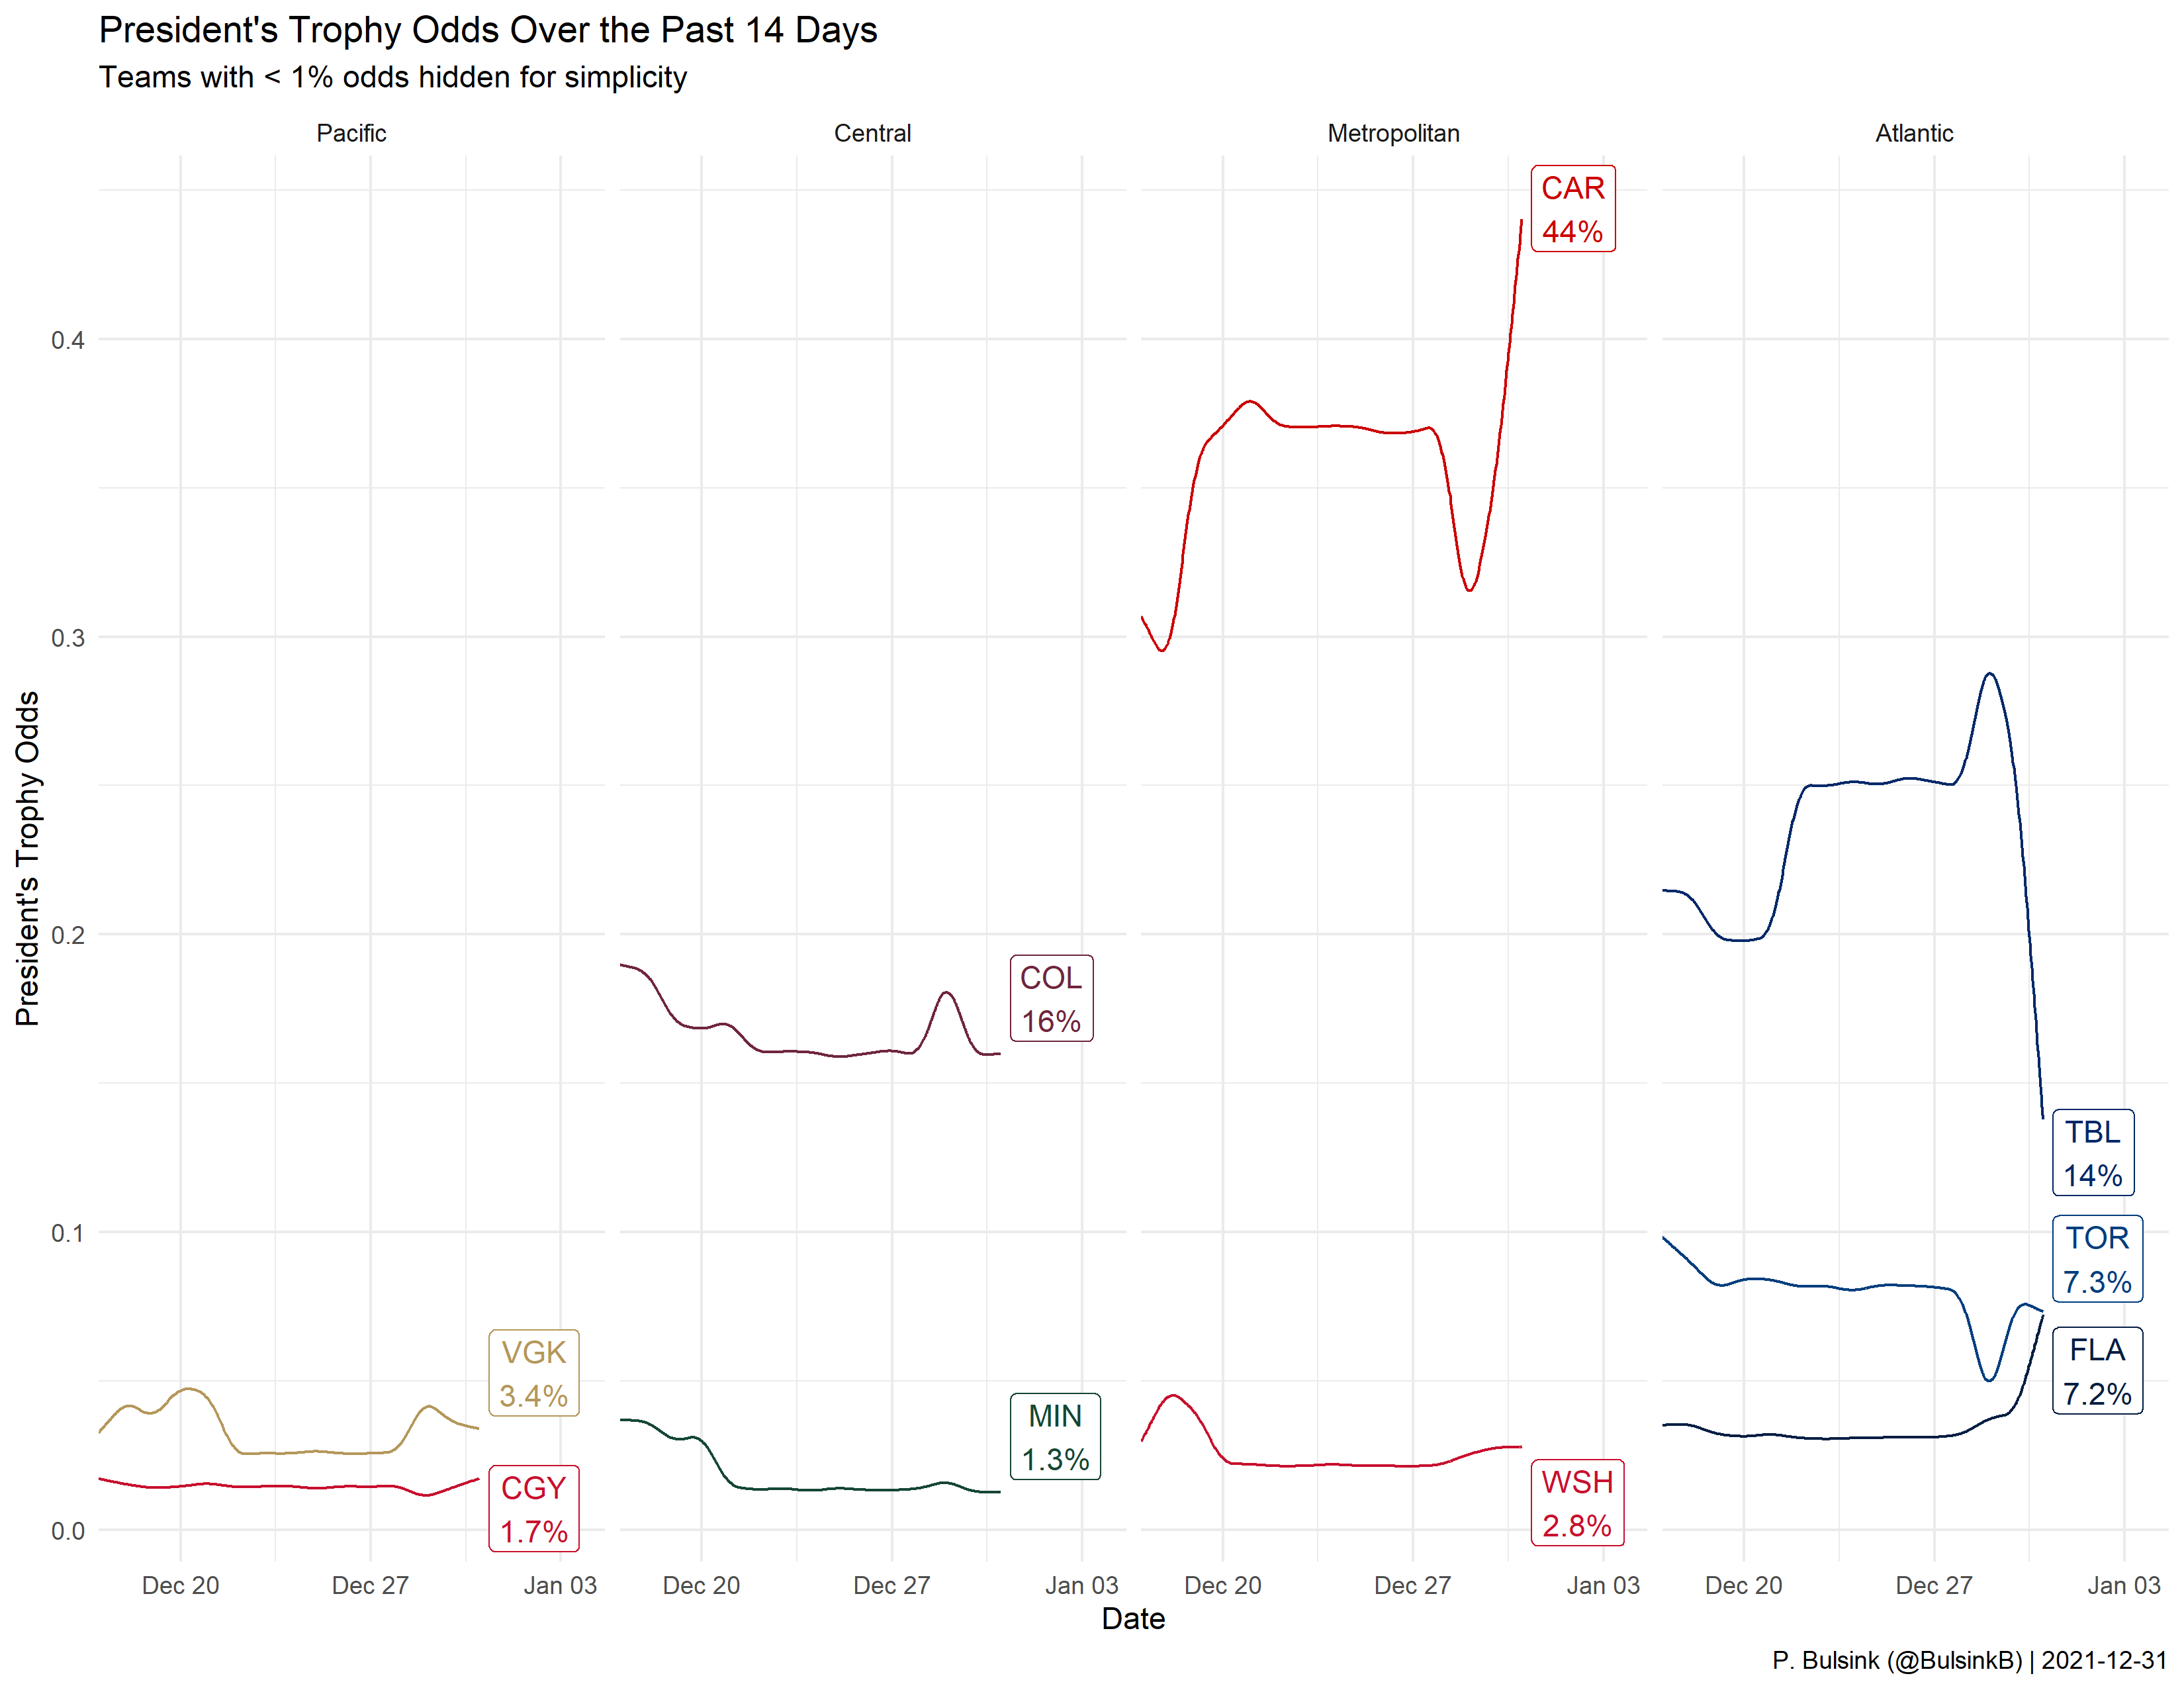 President's Trophy Odds Over the Past 14 Days
Teams with < 1% odds hidden for simplicity
Pacific
Central
Metropolitan
Atlantic
President's Trophy Odds
0.4
0.3
0.2
0.1
0.0
VGK
3.4%
CGY
1.7%
COL
16%
MIN
1.3%
CAR
44%
WSH
2.8%
TBL
14%
TOR
7.3%
FLA
7.2%
Dec 20
Dec 27
Jan 03
Dec 20
Dec 27
Jan 03
Dec 20
Dec 27
Jan 03
Dec 20
Dec 27
Jan 03
Date
P. Bulsink (@BulsinkB) | 2021-12-31